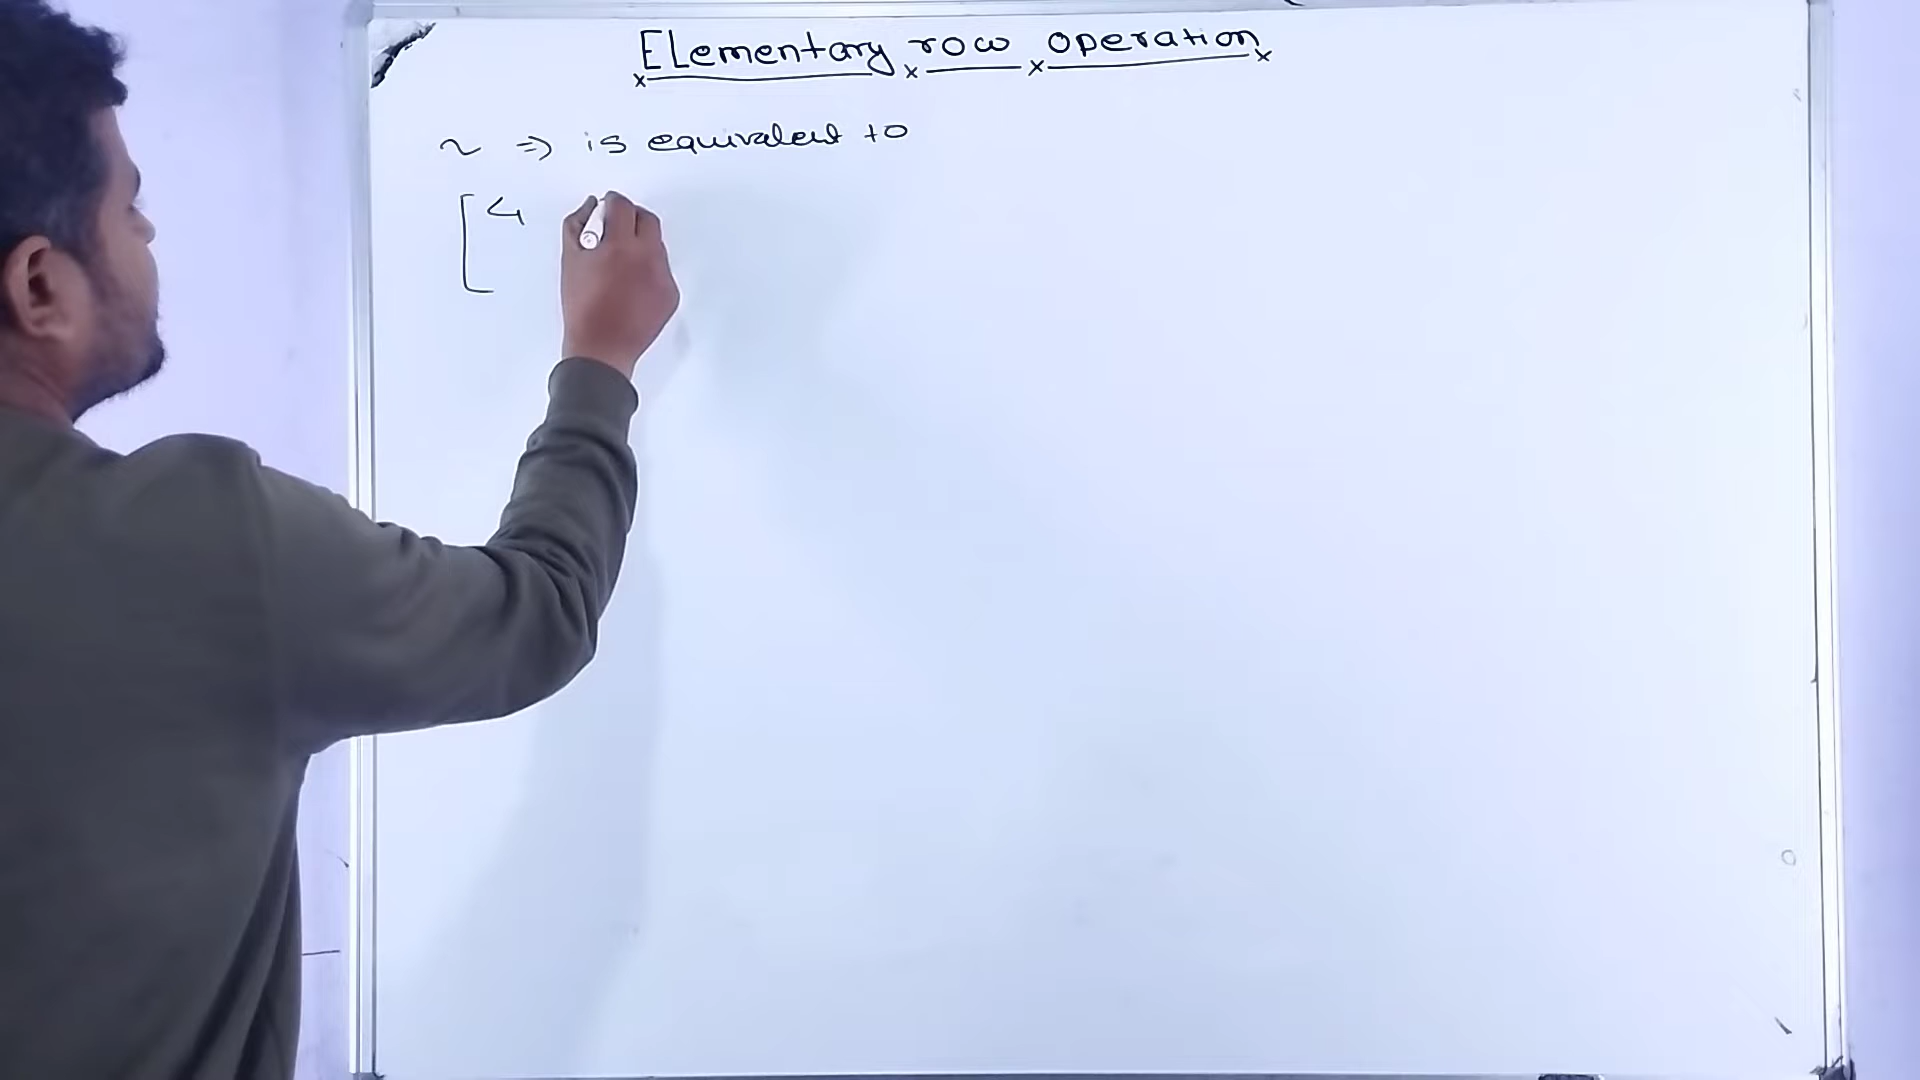 Elementary row operation
~ ⇒ is equivalent to
[ 4